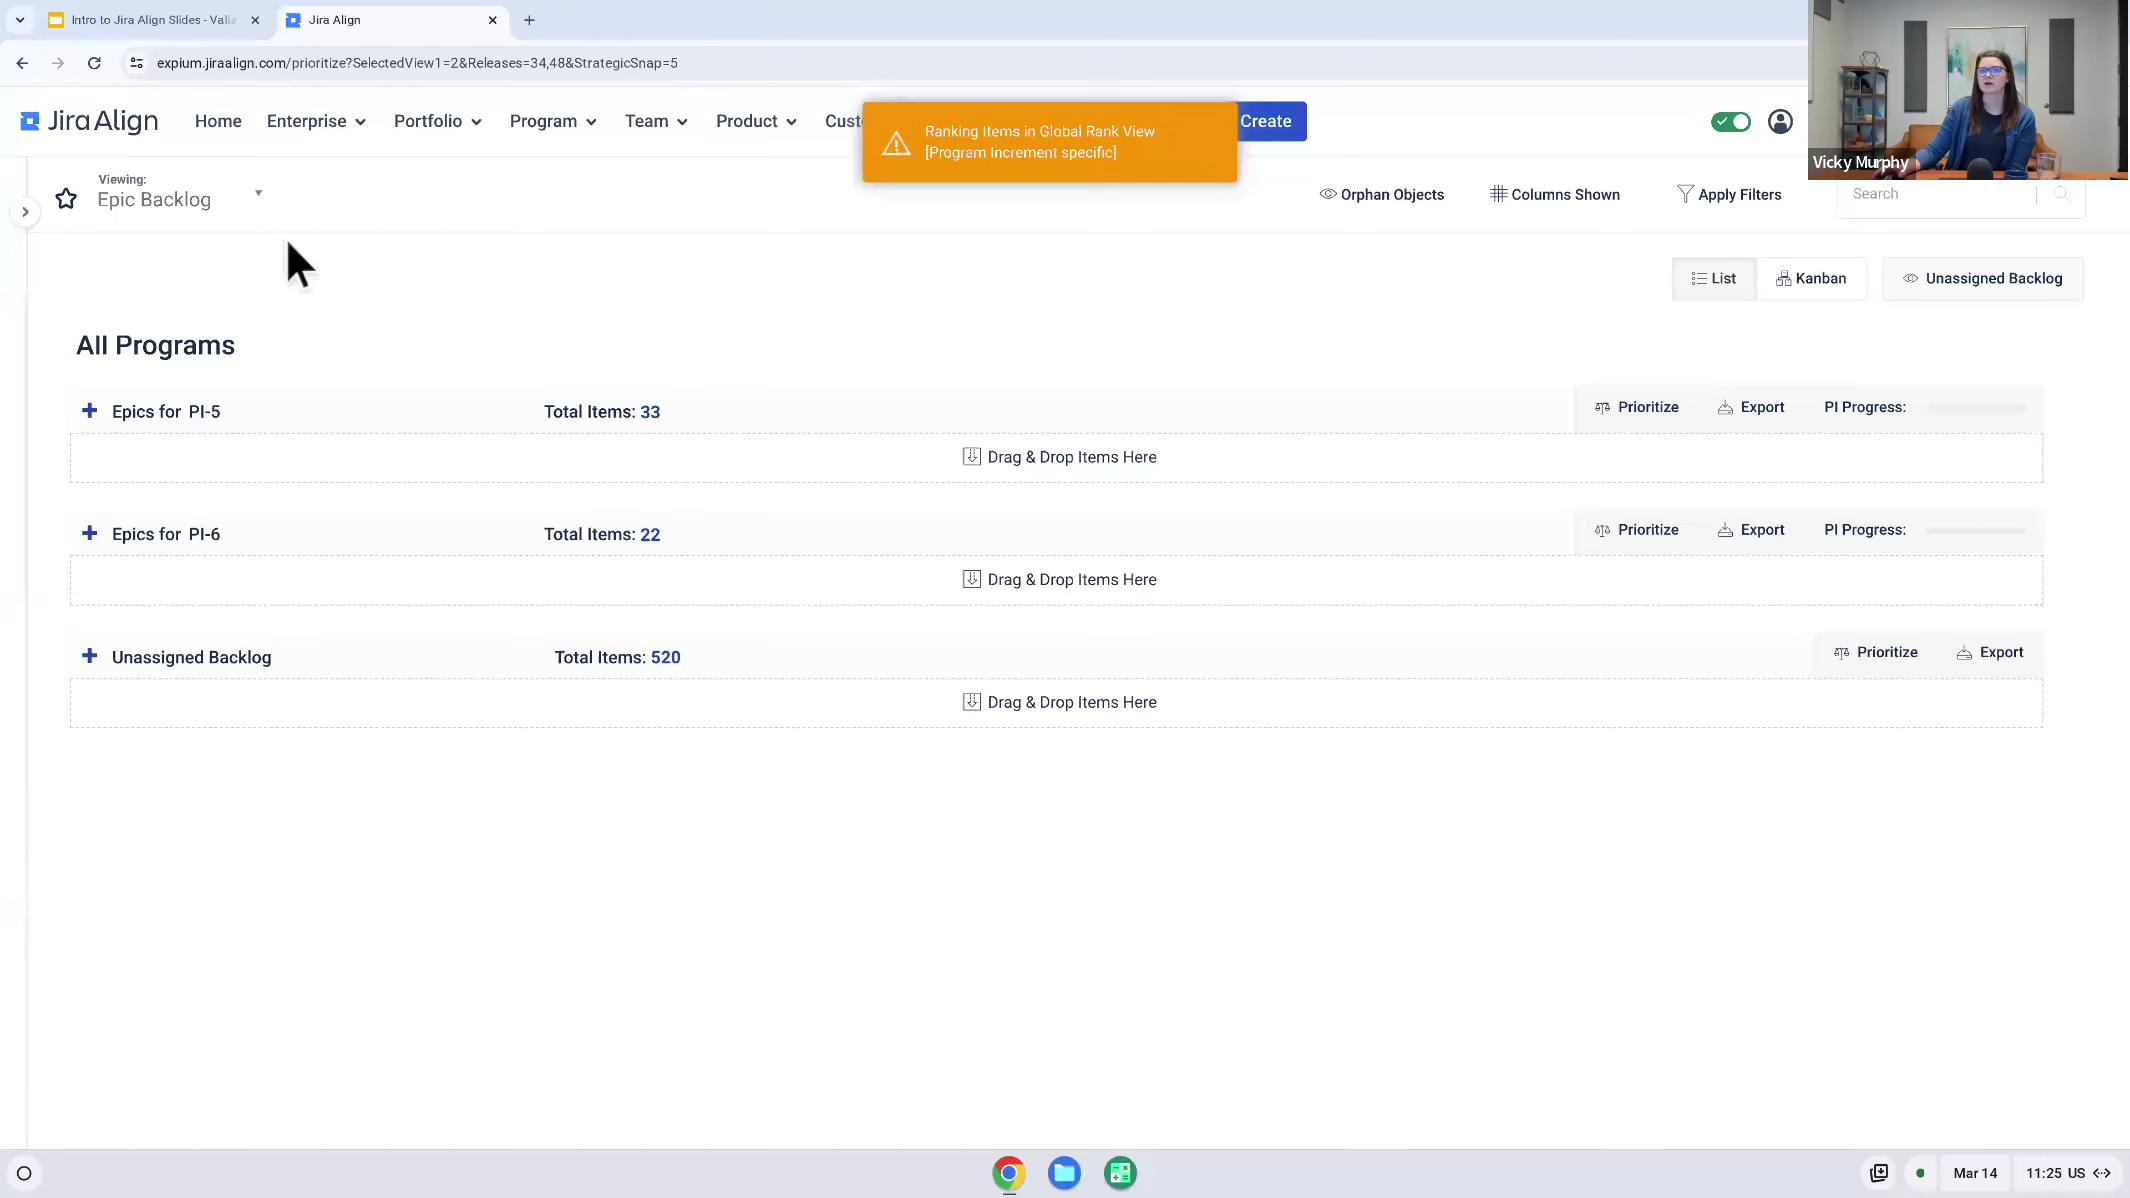 Intro to Jira Align Slides - Valia
Jira Align
expium.jiraalign.com/prioritize?SelectedView1=2&Releases=34,48&StrategicSnap=5
Jira Align
Home
Enterprise
Portfolio
Program
Team
Product
Ranking Items in Global Rank View
[Program Increment specific]
Create
Vicky Murphy
Viewing:
Epic Backlog
Orphan Objects
Columns Shown
Apply Filters
Search
List
Kanban
Unassigned Backlog
All Programs
Epics for PI-5
Total Items: 33
Prioritize
Export
PI Progress:
Drag & Drop Items Here
Epics for PI-6
Total Items: 22
Prioritize
Export
PI Progress:
Drag & Drop Items Here
Unassigned Backlog
Total Items: 520
Prioritize
Export
Drag & Drop Items Here
Mar 14
11:25 US